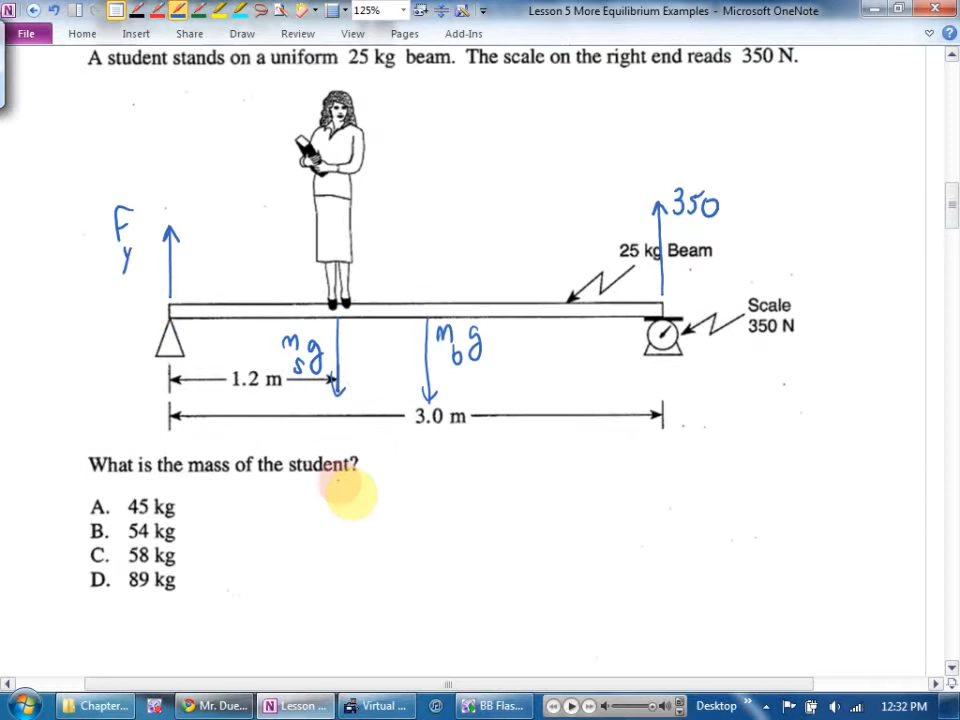 Lesson 5 More Equilibrium Examples - Microsoft OneNote
125%
File Home Insert Share Draw Review View Pages Add-Ins
A student stands on a uniform 25 kg beam. The scale on the right end reads 350 N.
Fy
350
25 kg Beam
Scale
350 N
msg
mbg
1.2 m
3.0 m
What is the mass of the student?
A. 45 kg
B. 54 kg
C. 58 kg
D. 89 kg
Chapter... Mr. Due... Lesson ... Virtual ... BB Flas... Desktop 12:32 PM